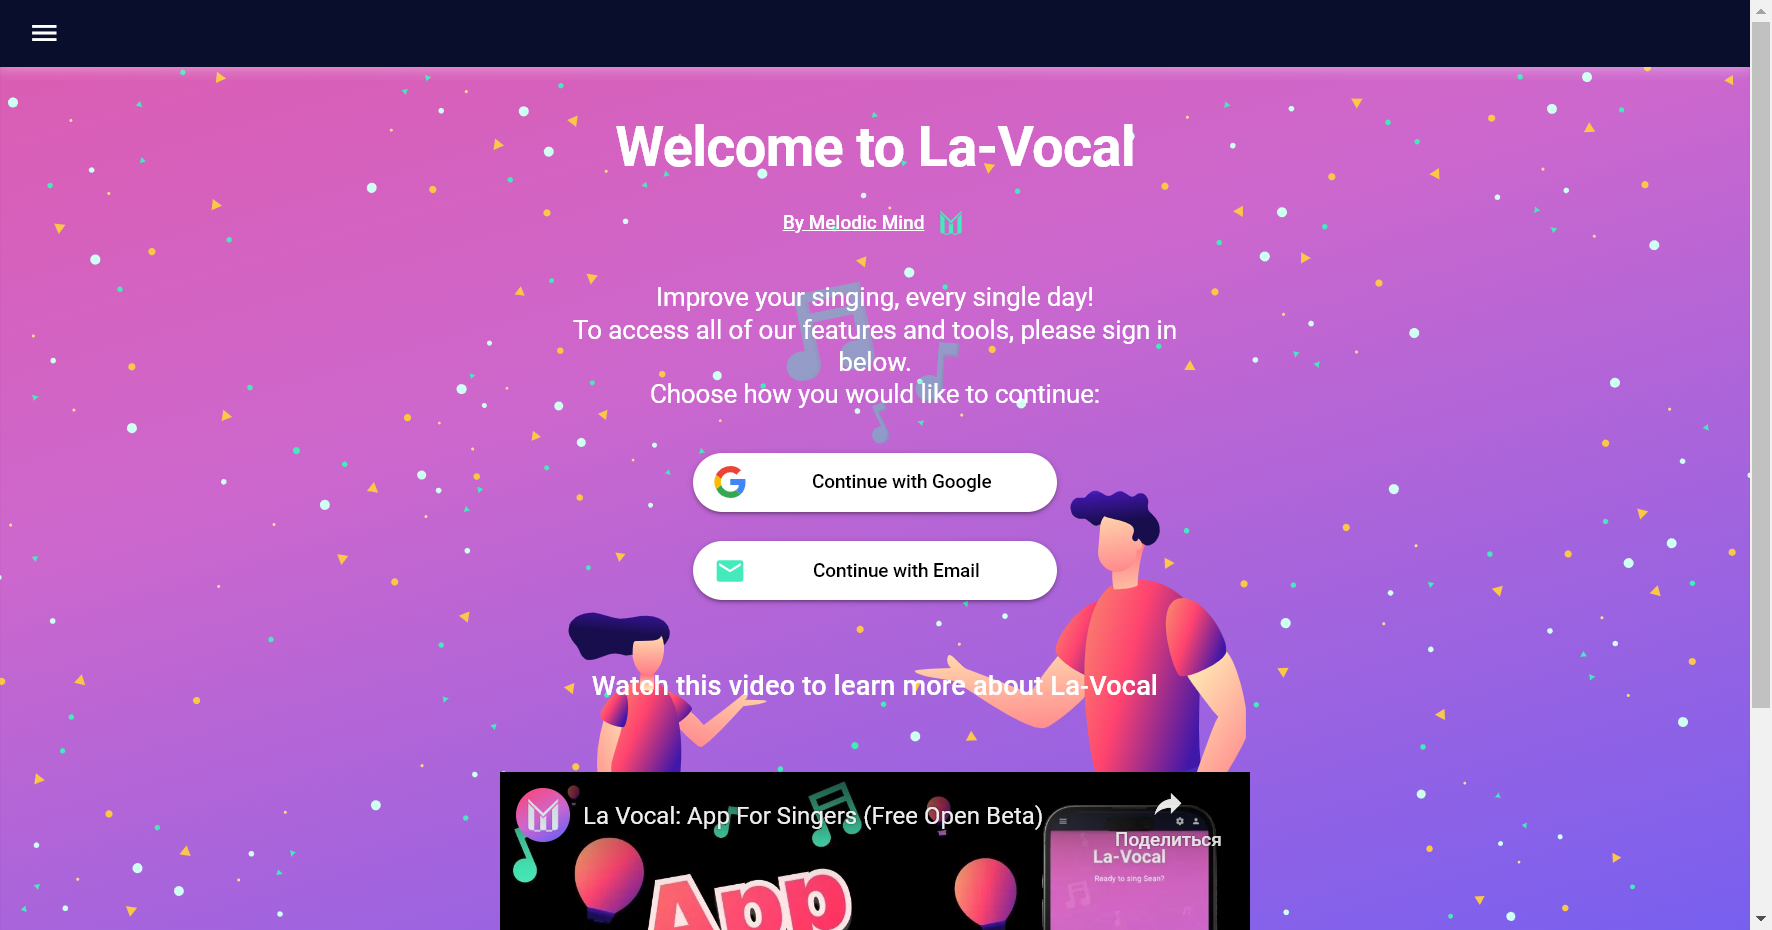 Welcome to La-Vocal
By Melodic Mind
Improve your singing, every single day!
To access all of our features and tools, please sign in
below.
Choose how you would like to continue:
Continue with Google
Continue with Email
Watch this video to learn more about La-Vocal
La Vocal: App For Singers (Free Open Beta)
Поделиться
La-Vocal
Ready to sing Sean?
App